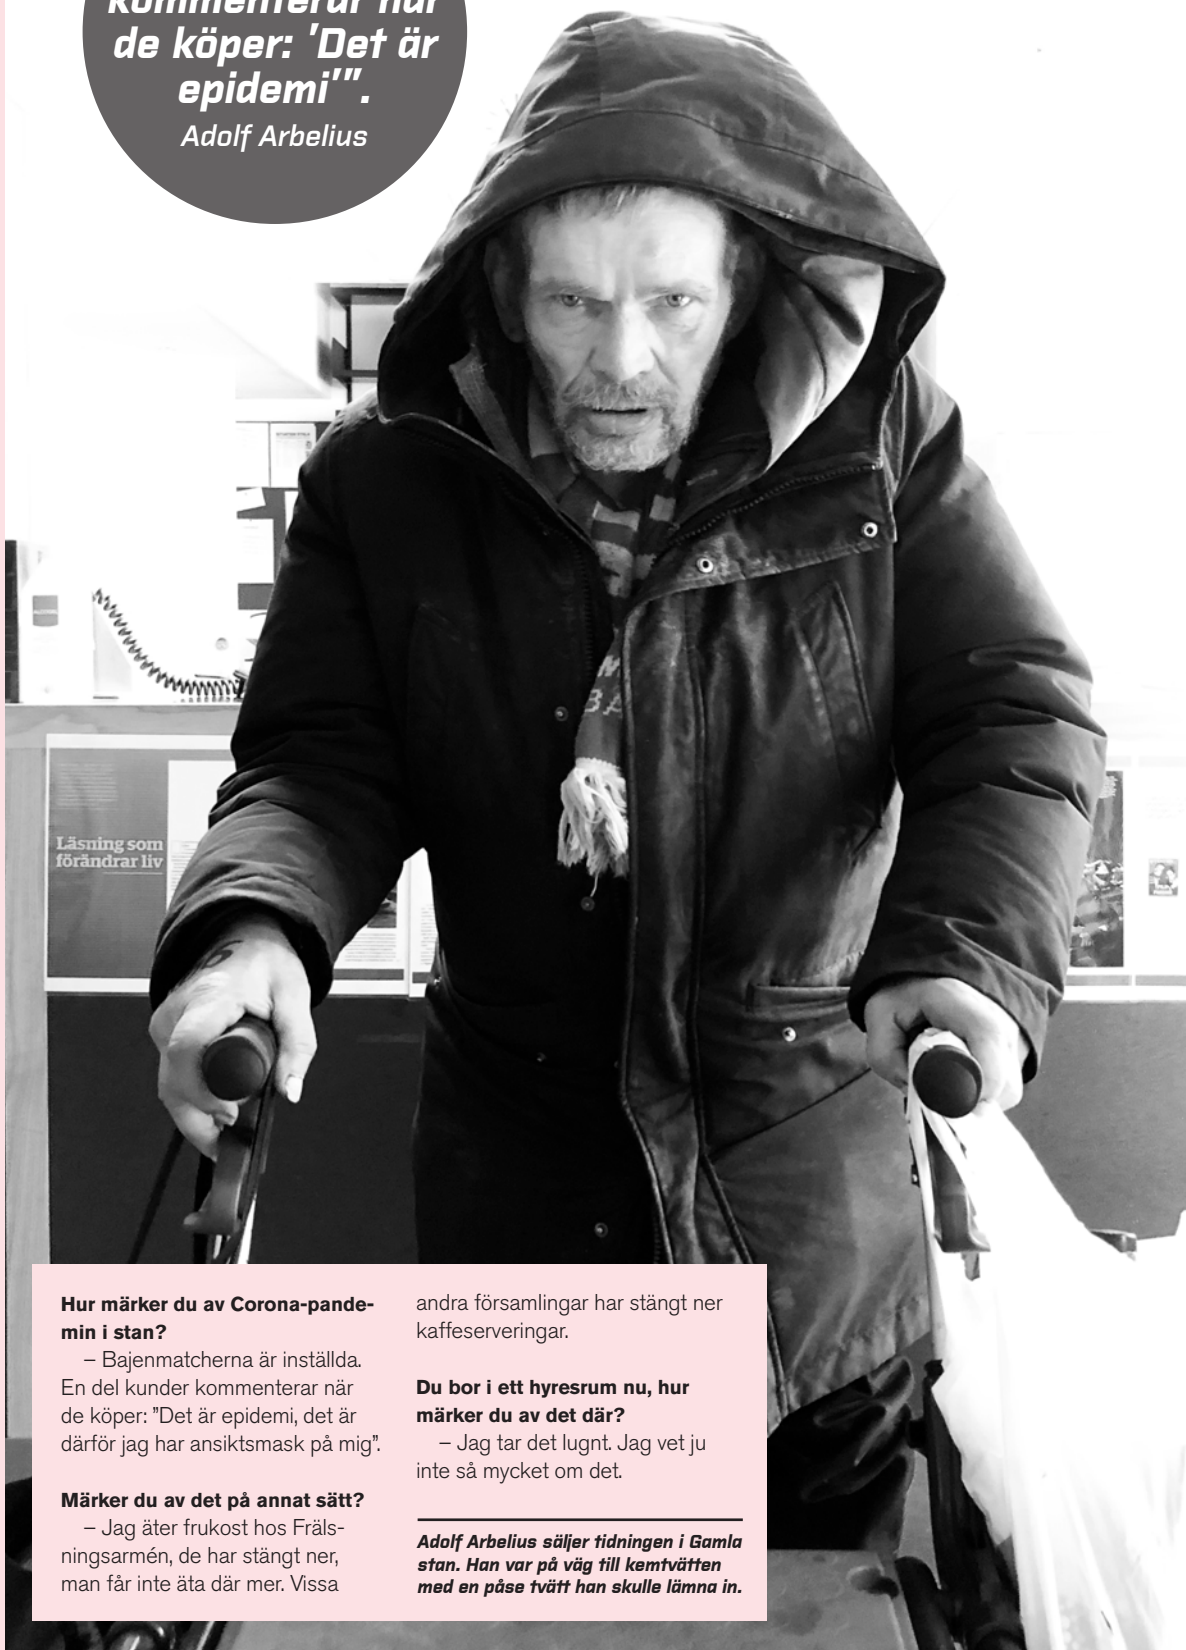 kommenterar när
de köper: ’Det är
epidemi’”.
Adolf Arbelius
Läsning som
förändrar liv
Hur märker du av Corona-pande-
min i stan?
– Bajenmatcherna är inställda.
En del kunder kommenterar när
de köper: ”Det är epidemi, det är
därför jag har ansiktsmask på mig”.
Märker du av det på annat sätt?
– Jag äter frukost hos Fräls-
ningsarmén, de har stängt ner,
man får inte äta där mer. Vissa
andra församlingar har stängt ner
kaffeserveringar.
Du bor i ett hyresrum nu, hur
märker du av det där?
– Jag tar det lugnt. Jag vet ju
inte så mycket om det.
Adolf Arbelius säljer tidningen i Gamla
stan. Han var på väg till kemtvätten
med en påse tvätt han skulle lämna in.